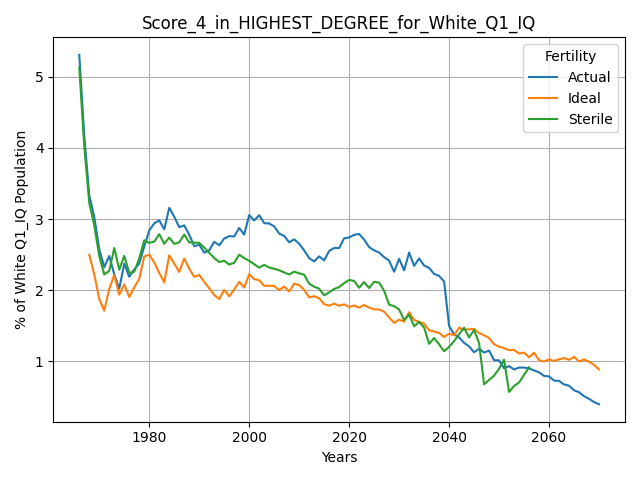 Score_4_in_HIGHEST_DEGREE_for_White_Q1_IQ
Fertility
Actual
Ideal
Sterile
% of White Q1_IQ Population
5
4
3
2
1
1980 2000 2020 2040 2060
Years